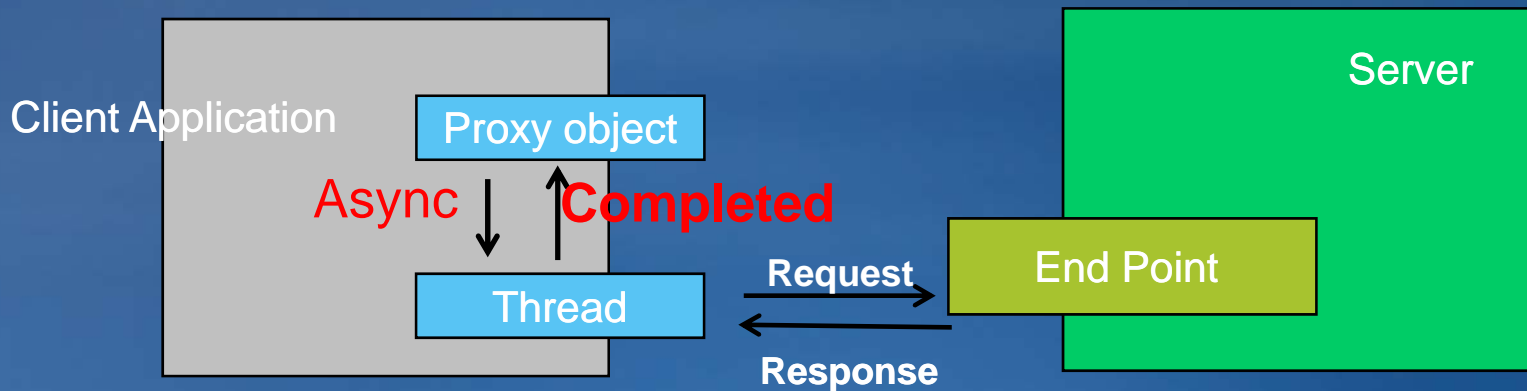 Server
Client Application
Proxy object
Async
Completed
Request
End Point
Thread
Response